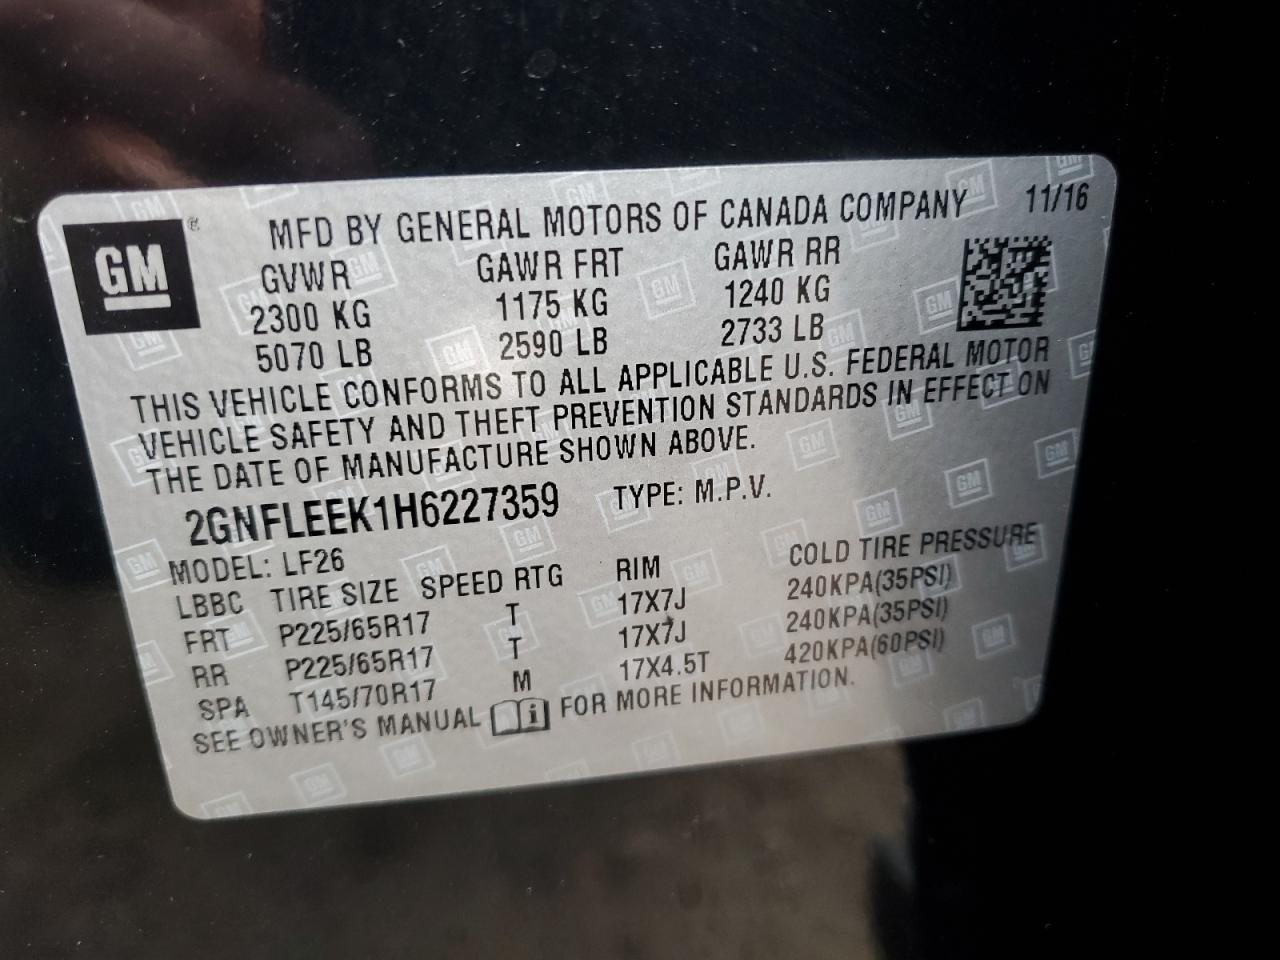 GM ®
MFD BY GENERAL MOTORS OF CANADA COMPANY 11/16
GVWR GAWR FRT GAWR RR
2300 KG 1175 KG 1240 KG
5070 LB 2590 LB 2733 LB
THIS VEHICLE CONFORMS TO ALL APPLICABLE U.S. FEDERAL MOTOR
VEHICLE SAFETY AND THEFT PREVENTION STANDARDS IN EFFECT ON
THE DATE OF MANUFACTURE SHOWN ABOVE.
2GNFLEEK1H6227359 TYPE: M.P.V.
MODEL: LF26
LBBC TIRE SIZE SPEED RTG RIM COLD TIRE PRESSURE
FRT P225/65R17 T 17X7J 240KPA(35PSI)
RR P225/65R17 T 17X7J 240KPA(35PSI)
SPA T145/70R17 M 17X4.5T 420KPA(60PSI)
SEE OWNER'S MANUAL i FOR MORE INFORMATION.